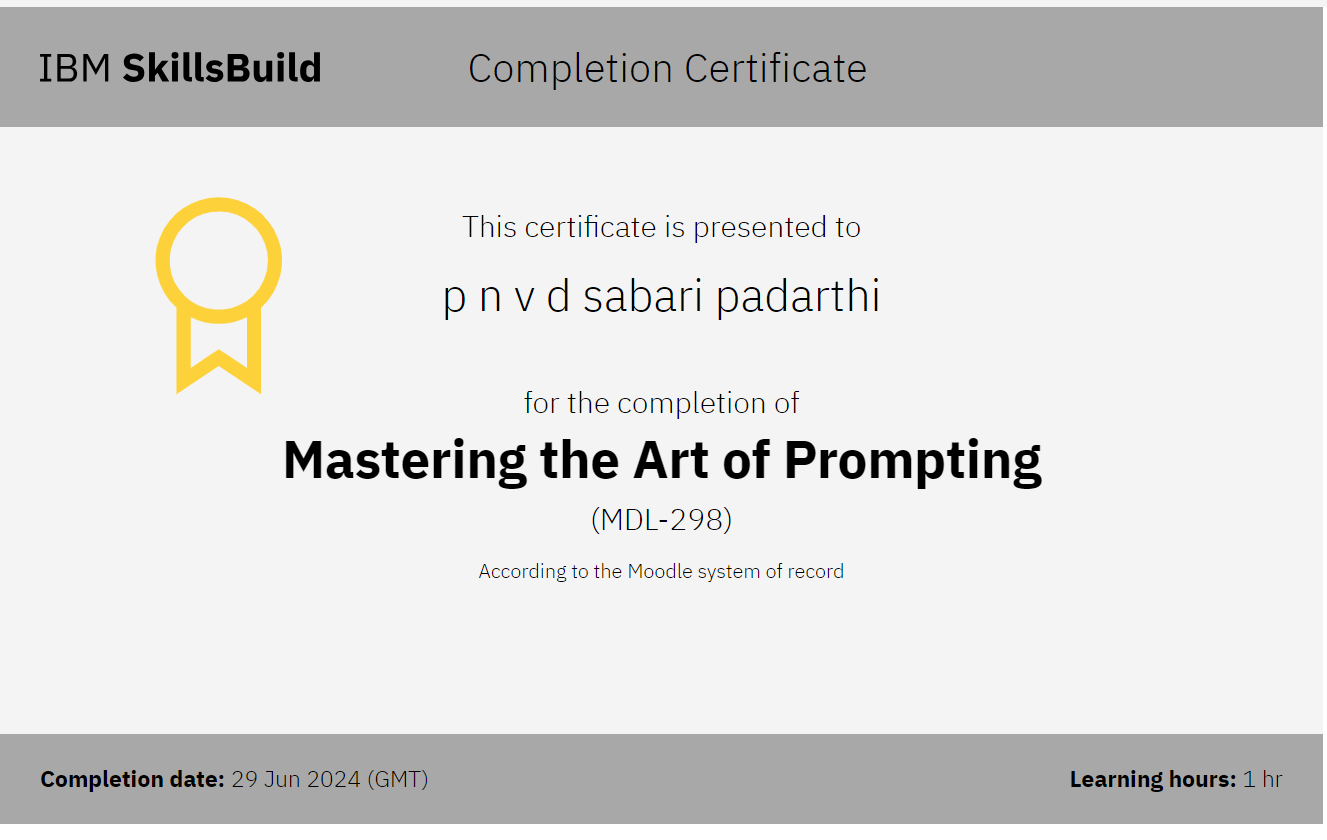 IBM SkillsBuild
Completion Certificate
This certificate is presented to
p n v d sabari padarthi
for the completion of
Mastering the Art of Prompting
(MDL-298)
According to the Moodle system of record
Completion date: 29 Jun 2024 (GMT)
Learning hours: 1 hr